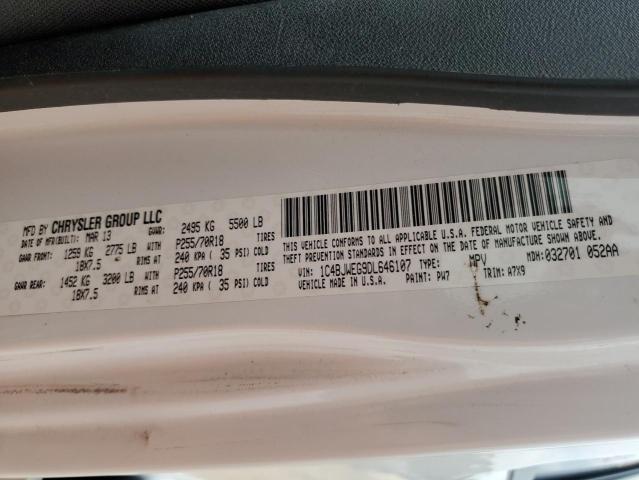 MFD BY CHRYSLER GROUP LLC
DATE OF MFR(BUILT): MAR 13 GVWR: 2495 KG 5500 LB
GAWR FRONT: 1259 KG 2775 LB WITH P255/70R18 TIRES
18X7.5 RIMS AT 240 KPA ( 35 PSI) COLD
GAWR REAR: 1452 KG 3200 LB WITH P255/70R18 TIRES
18X7.5 RIMS AT 240 KPA ( 35 PSI) COLD
THIS VEHICLE CONFORMS TO ALL APPLICABLE U.S.A. FEDERAL MOTOR VEHICLE SAFETY,
BUMPER, AND THEFT PREVENTION STANDARDS IN EFFECT ON THE DATE OF MANUFACTURE SHOWN ABOVE
VIN: 1C4BJWEG9DL646107 TYPE: MPV MDH: 032701 052AA
VEHICLE MADE IN U.S.A. PAINT: PW7 TRIM: A7X9